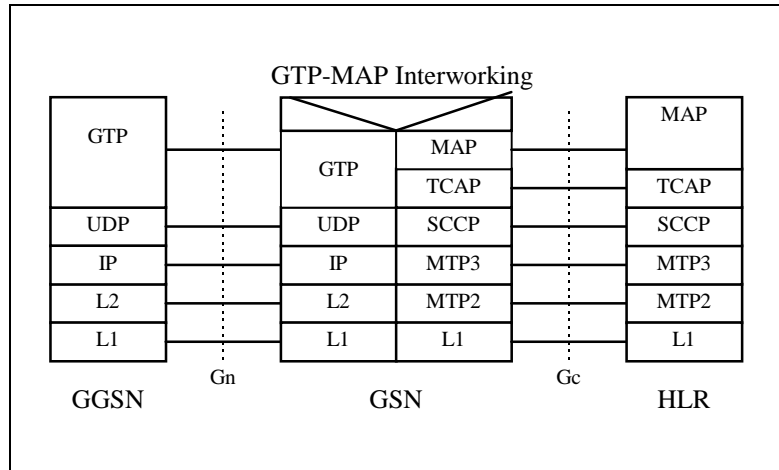 GTP-MAP Interworking
GTP
GTP
MAP
MAP
TCAP
TCAP
UDP
UDP
SCCP
SCCP
IP
IP
MTP3
MTP3
L2
L2
MTP2
MTP2
L1
L1
L1
L1
Gn
Gc
GGSN
GSN
HLR